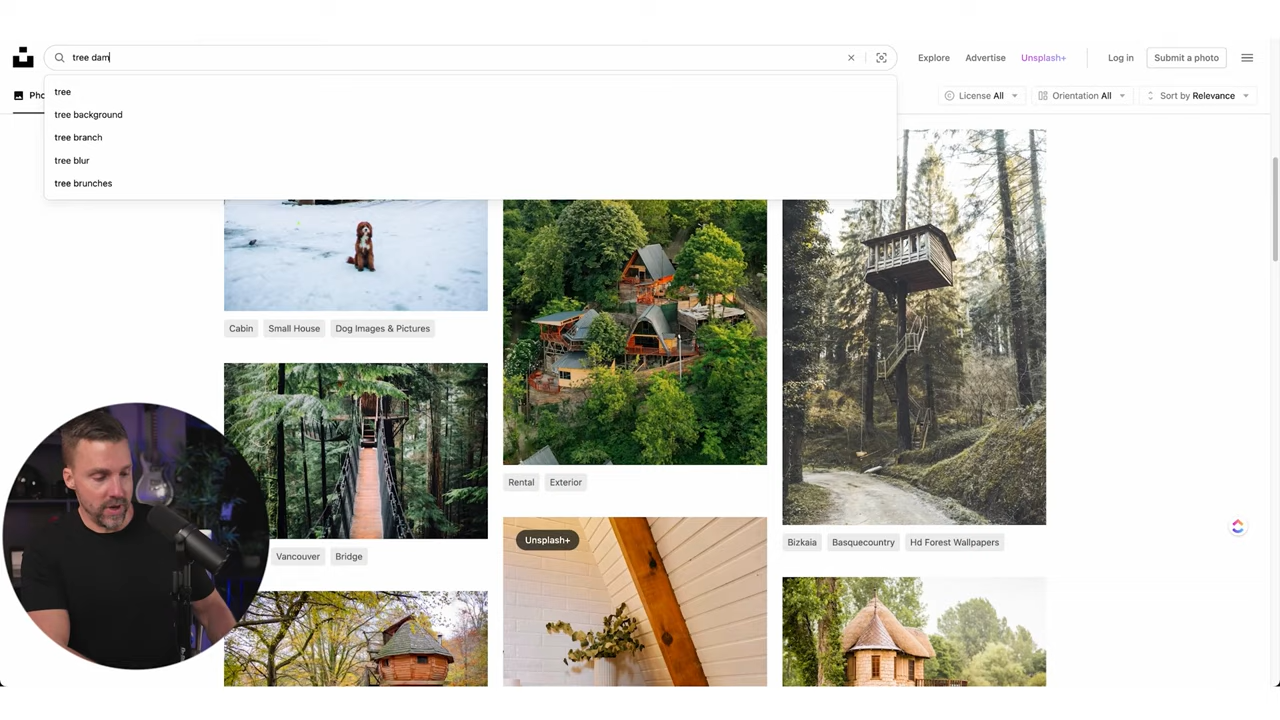 tree dam
Explore
Advertise
Unsplash+
Log in
Submit a photo
Pho
License All
Orientation All
Sort by Relevance
tree
tree background
tree branch
tree blur
tree brunches
Cabin
Small House
Dog Images & Pictures
Rental
Exterior
Unsplash+
Bizkaia
Basquecountry
Hd Forest Wallpapers
Vancouver
Bridge